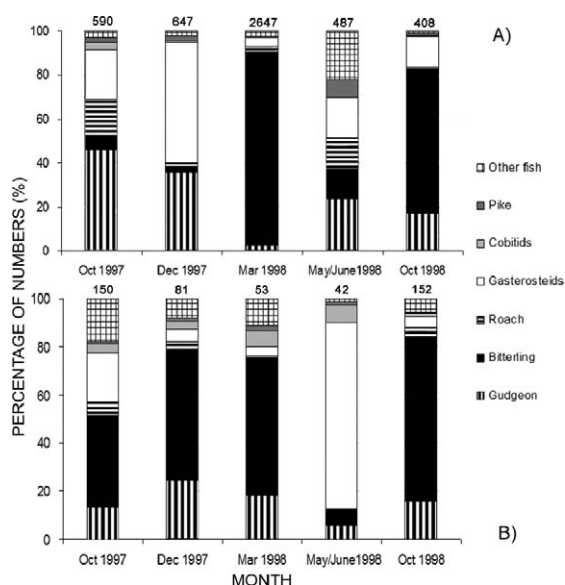 590 647 2647 487 408
A)
100
80
60
40
20
0
Oct 1997 Dec 1997 Mar 1998 May/June1998 Oct 1998
PERCENTAGE OF NUMBERS (%)
Other fish
Pike
Cobitids
Gasterosteids
Roach
Bitterling
Gudgeon
150 81 53 42 152
100
80
60
40
20
0
B)
Oct 1997 Dec 1997 Mar 1998 May/June1998 Oct 1998
MONTH